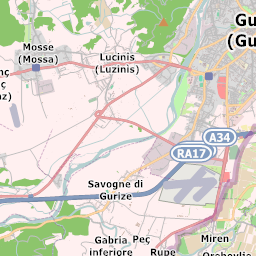 Gu
(Gu
Mosse
(Mossa)
Lucinis
(Luzinis)
A34
RA17
Savogne di
Gurize
Gabria
inferiore
Peç
Rupe
Miren